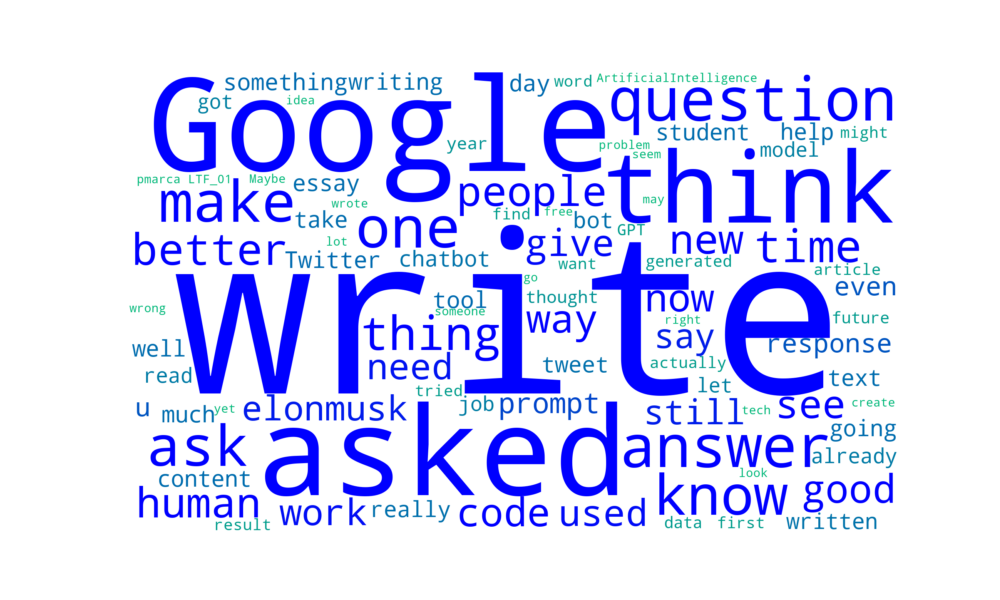 somethingwriting day word ArtificialIntelligence
Google question
got idea
year problem student help might
seem model
pmarca LTF_01 Maybe essay people think
make wrote may
take one find free bot GPT
better lot give new time
Twitter chatbot want generated article
write
go
wrong tool thought now even
someone
thing way right say future
well need tweet response
read actually
tried let text
u much yet elonmusk job prompt still tech see create
ask asked answer going
already
content look
human know good
work really code used
result data first written